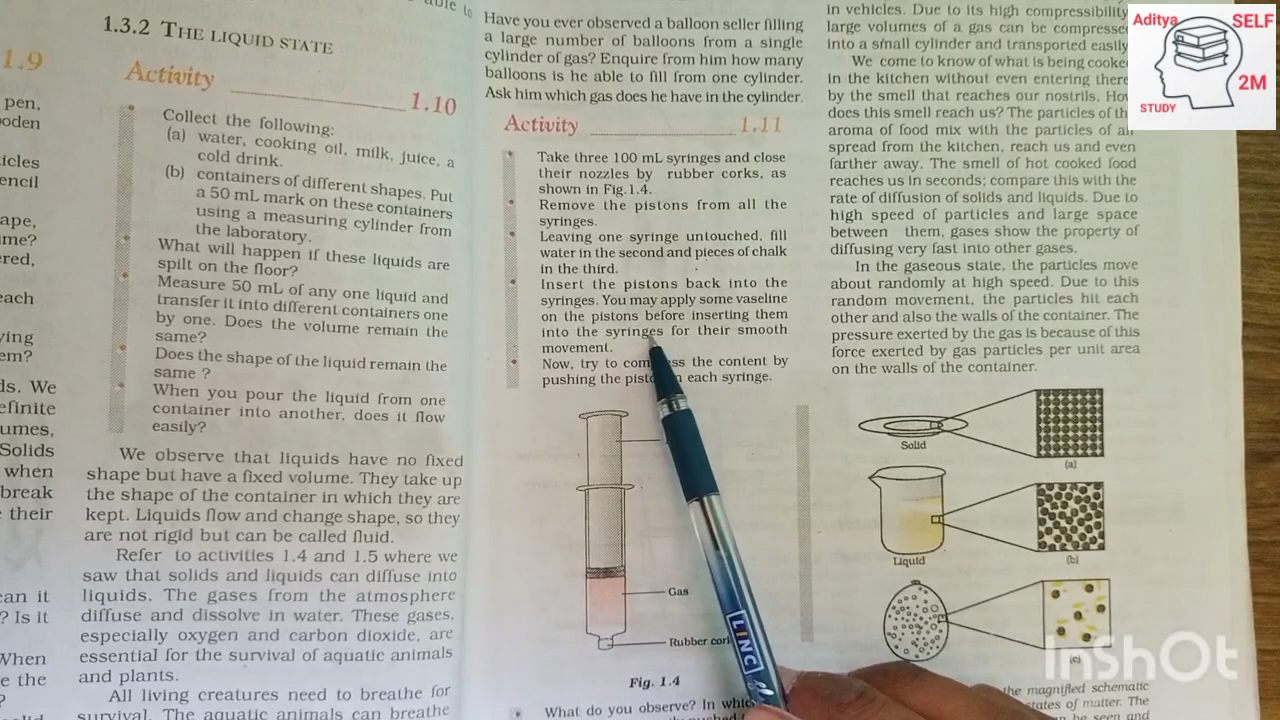 1.9
pen,
icles
encil
ape,
me?
ered,
each
ying
em?
ds. We
efinite
umes,
Solids
when
break
their
? Is it
When
e the
?
1.3.2 THE LIQUID STATE
Activity 1.10
Collect the following:
(a) water, cooking oil, milk, juice, a
cold drink.
(b) containers of different shapes. Put
a 50 mL mark on these containers
using a measuring cylinder from
the laboratory.
What will happen if these liquids are
spilt on the floor?
Measure 50 mL of any one liquid and
transfer it into different containers one
by one. Does the volume remain the
same?
Does the shape of the liquid remain the
same ?
When you pour the liquid from one
container into another, does it flow
easily?
We observe that liquids have no fixed
shape but have a fixed volume. They take up
the shape of the container in which they are
kept. Liquids flow and change shape, so they
are not rigid but can be called fluid.
Refer to activities 1.4 and 1.5 where we
saw that solids and liquids can diffuse into
liquids. The gases from the atmosphere
diffuse and dissolve in water. These gases,
especially oxygen and carbon dioxide, are
essential for the survival of aquatic animals
and plants.
All living creatures need to breathe for
survival. The aquatic animals can breathe
Have you ever observed a balloon seller filling
a large number of balloons from a single
cylinder of gas? Enquire from him how many
balloons is he able to fill from one cylinder.
Ask him which gas does he have in the cylinder.
Activity 1.11
Take three 100 mL syringes and close
their nozzles by rubber corks, as
shown in Fig.1.4.
Remove the pistons from all the
syringes.
Leaving one syringe untouched, fill
water in the second and pieces of chalk
in the third.
Insert the pistons back into the
syringes. You may apply some vaseline
on the pistons before inserting them
into the syringes for their smooth
movement.
Now, try to compress the content by
pushing the piston in each syringe.
Gas
Rubber cork
Fig. 1.4
What do you observe? In which
in vehicles. Due to its high compressibility
large volumes of a gas can be compressed
into a small cylinder and transported easily
We come to know of what is being cooked
in the kitchen without even entering there
by the smell that reaches our nostrils. How
does this smell reach us? The particles of the
aroma of food mix with the particles of air
spread from the kitchen, reach us and even
farther away. The smell of hot cooked food
reaches us in seconds; compare this with the
rate of diffusion of solids and liquids. Due to
high speed of particles and large space
between them, gases show the property of
diffusing very fast into other gases.
In the gaseous state, the particles move
about randomly at high speed. Due to this
random movement, the particles hit each
other and also the walls of the container. The
pressure exerted by the gas is because of this
force exerted by gas particles per unit area
on the walls of the container.
Solid
(a)
Liquid
(b)
(c)
the magnified schematic
states of matter. The
be seen and
Aditya SELF
2M
STUDY
LINC
InShOt